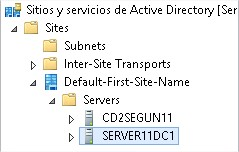 Sitios y servicios de Active Directory [Ser
Sites
Subnets
Inter-Site Transports
Default-First-Site-Name
Servers
CD2SEGUN11
SERVER11DC1